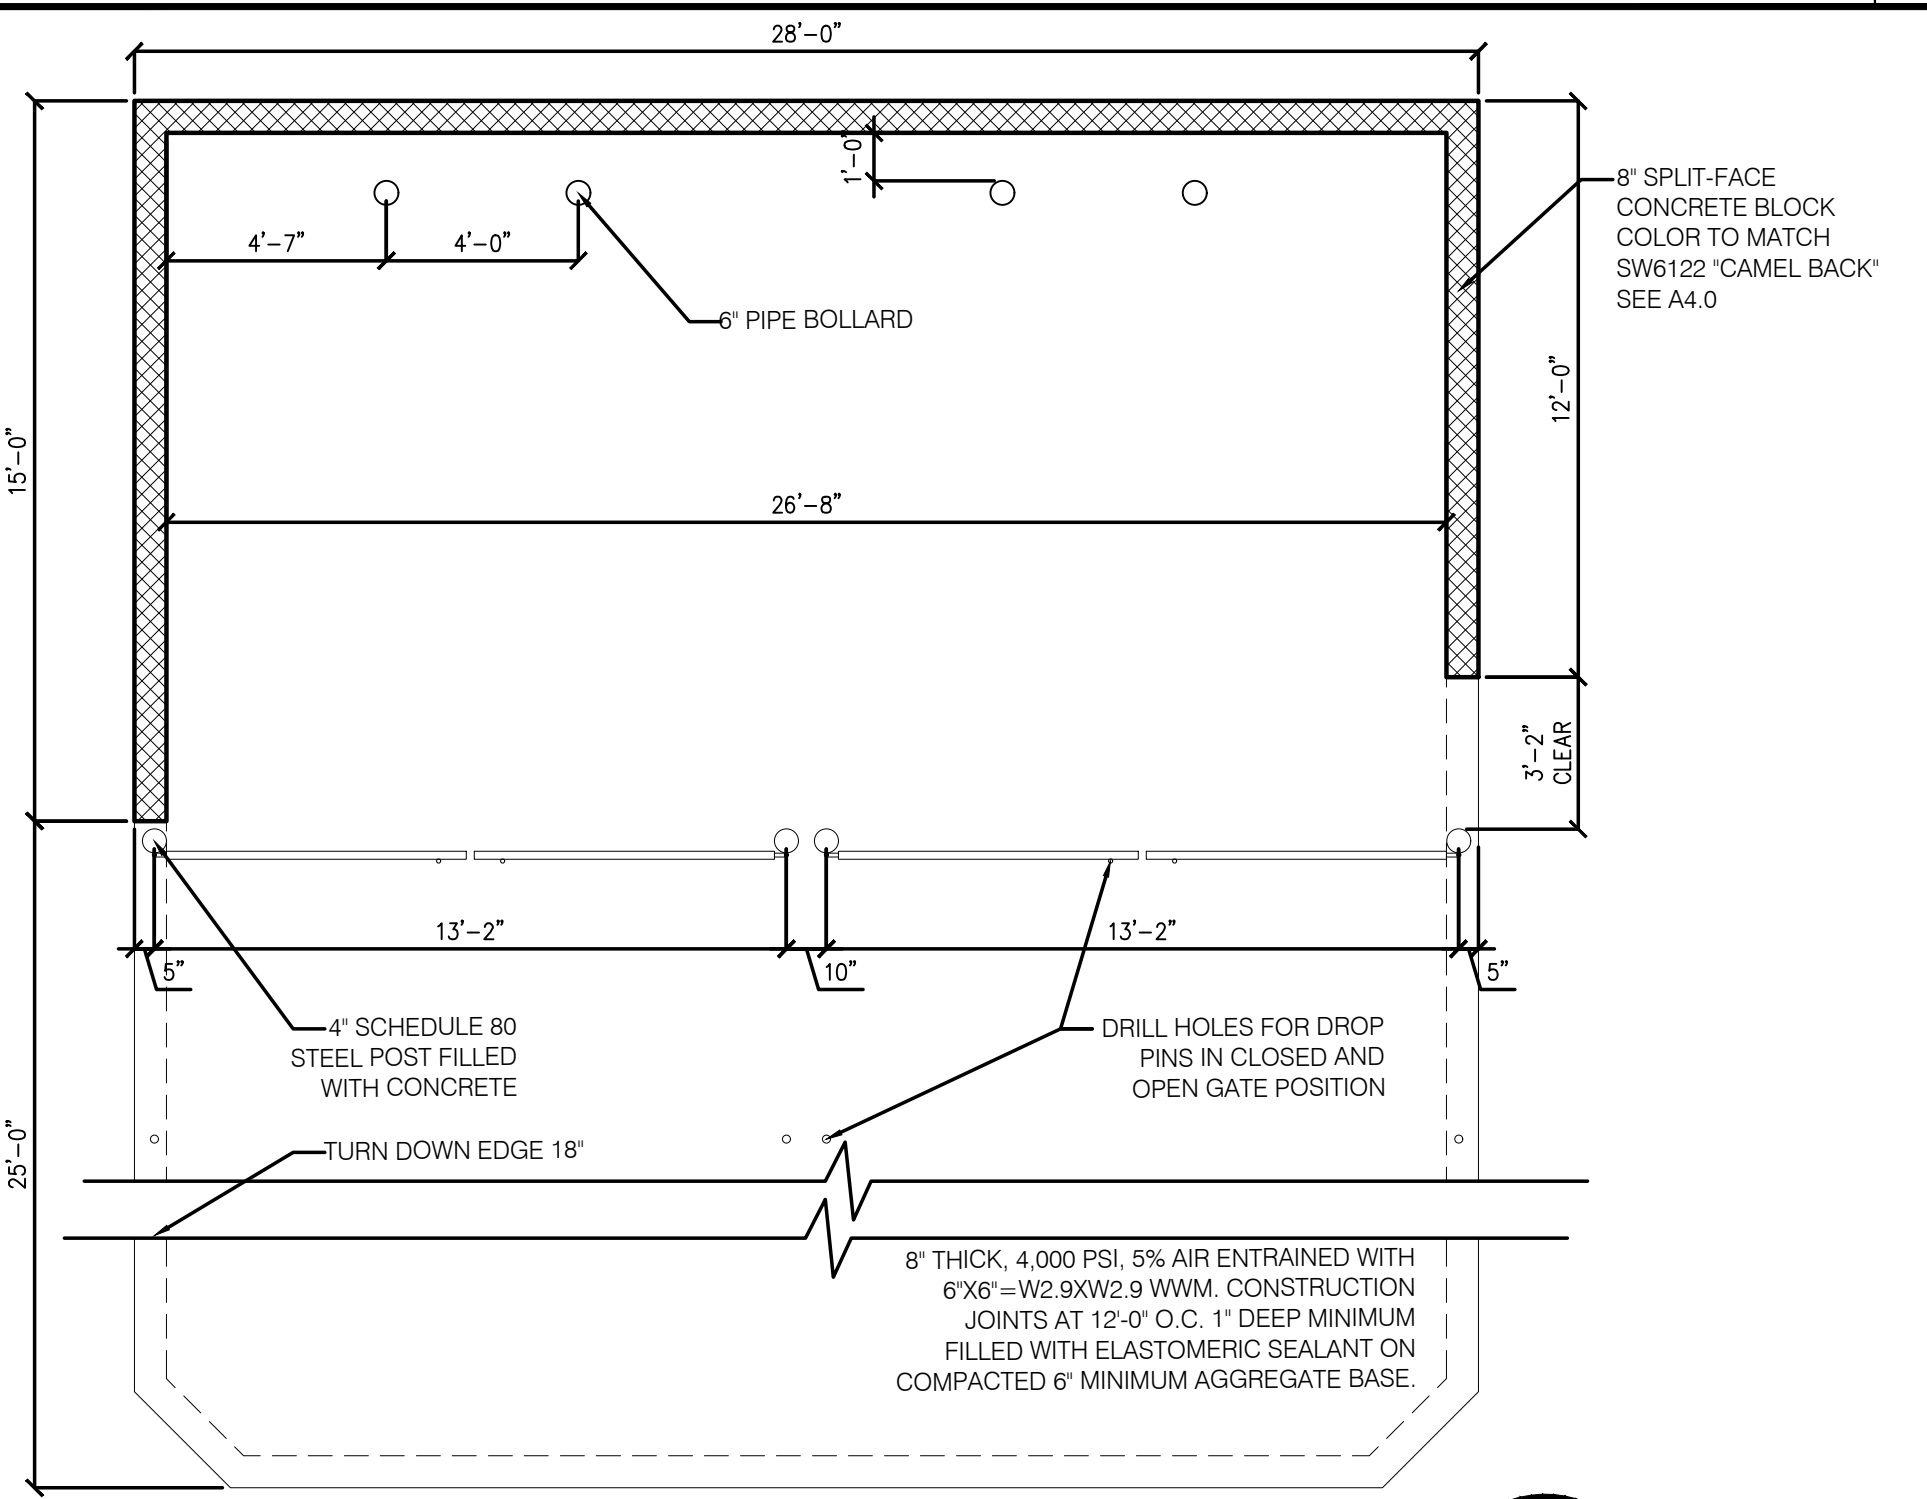 28'-0"
1'-0"
8" SPLIT-FACE
CONCRETE BLOCK
COLOR TO MATCH
SW6122 "CAMEL BACK"
SEE A4.0
4'-7"
4'-0"
6" PIPE BOLLARD
12'-0"
15'-0"
26'-8"
3'-2"
CLEAR
13'-2"
13'-2"
5"
10"
5"
4" SCHEDULE 80
STEEL POST FILLED
WITH CONCRETE
DRILL HOLES FOR DROP
PINS IN CLOSED AND
OPEN GATE POSITION
25'-0"
TURN DOWN EDGE 18"
8" THICK, 4,000 PSI, 5% AIR ENTRAINED WITH
6"X6"=W2.9XW2.9 WWM. CONSTRUCTION
JOINTS AT 12'-0" O.C. 1" DEEP MINIMUM
FILLED WITH ELASTOMERIC SEALANT ON
COMPACTED 6" MINIMUM AGGREGATE BASE.